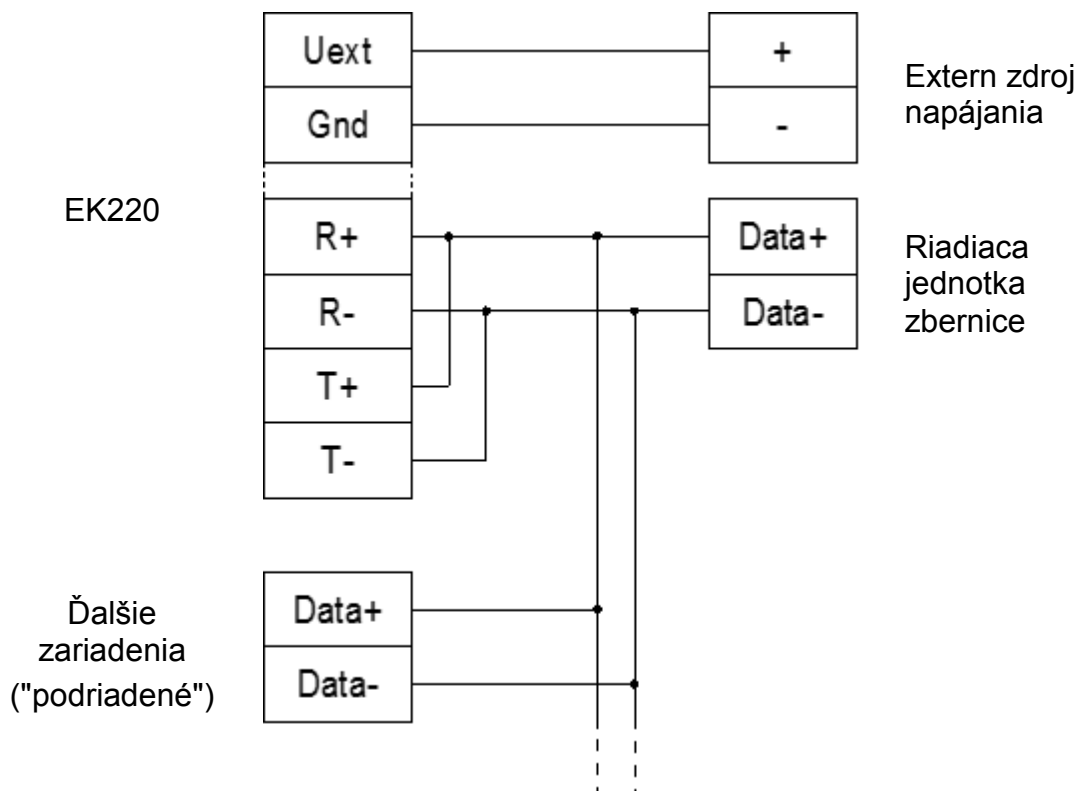 Uext
+
Extern zdroj
napájania
Gnd
-
EK220
R+
Data+
Riadiaca
jednotka
zbernice
R-
Data-
T+
T-
Ďalšie
zariadenia
("podriadené")
Data+
Data-